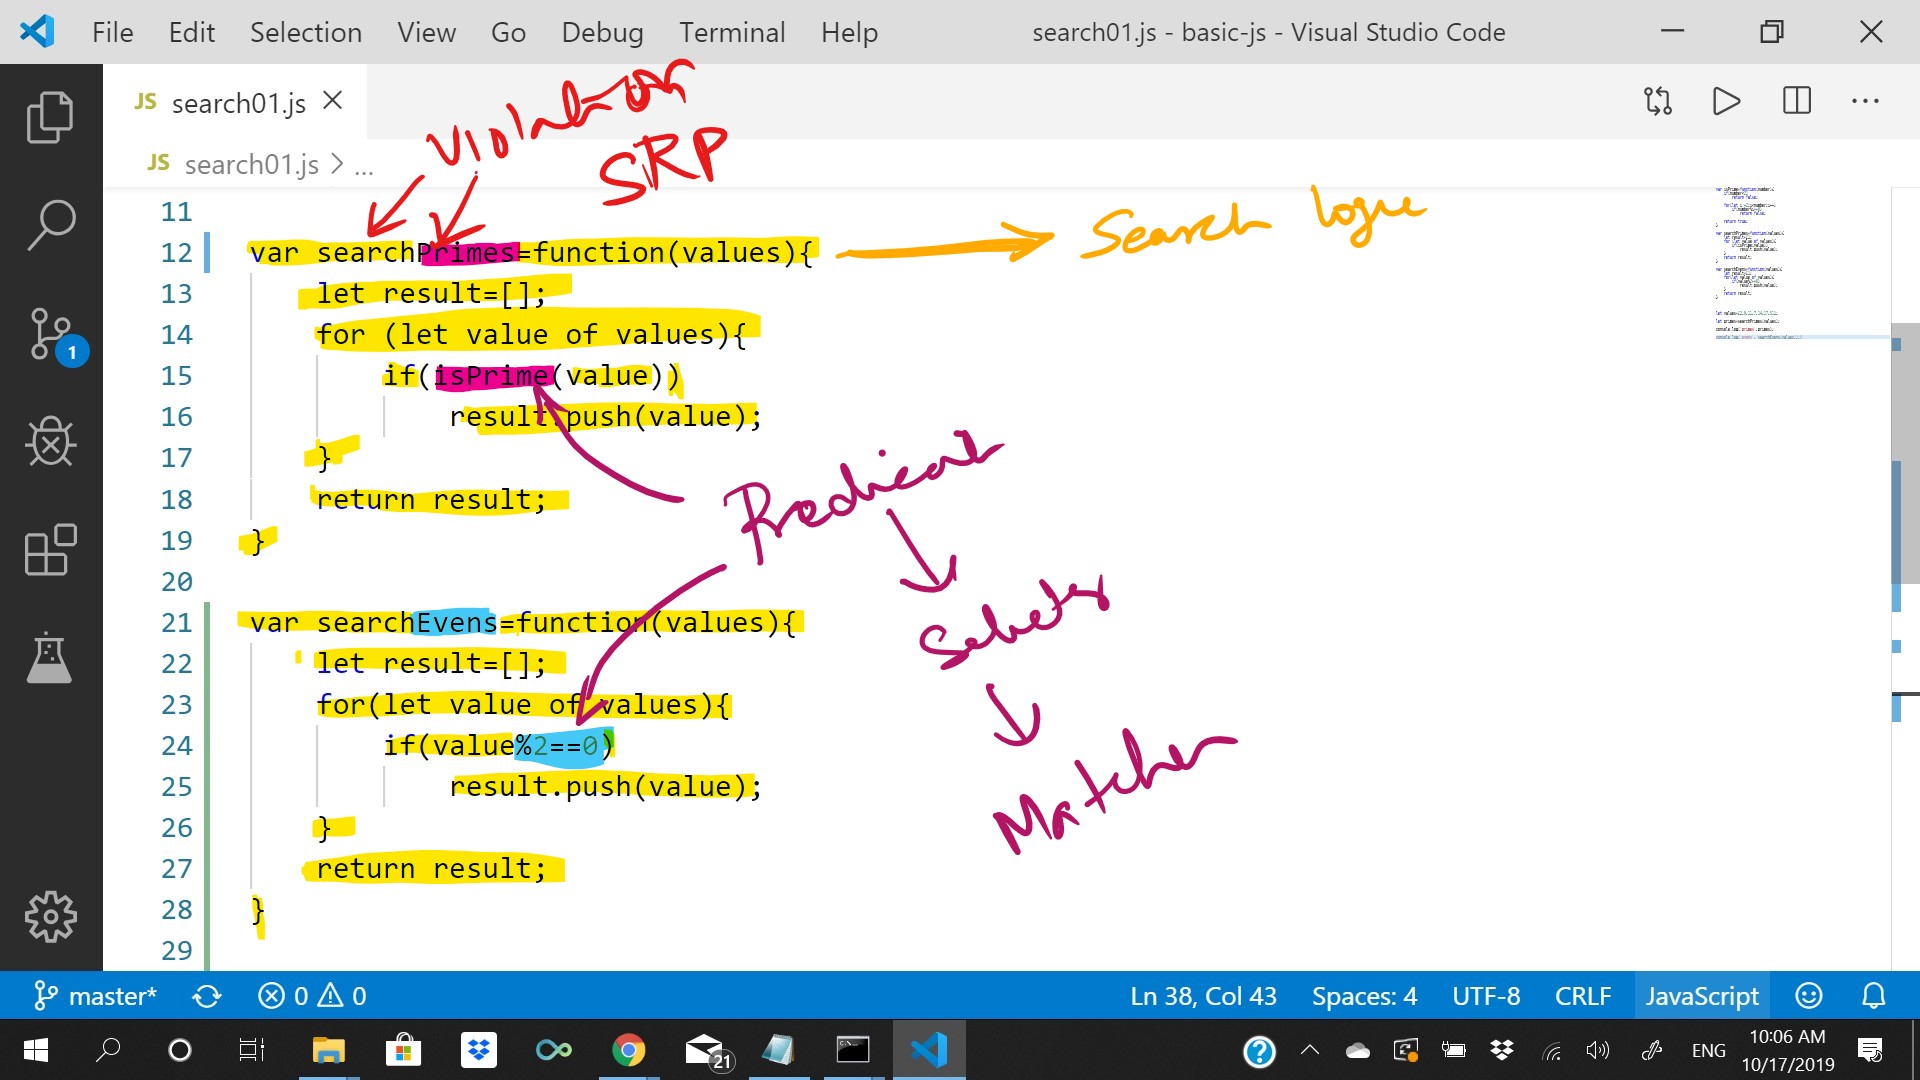 File Edit Selection View Go Debug Terminal Help search01.js - basic-js - Visual Studio Code
JS search01.js
Violation
SRP
JS search01.js > ...
11
12 var searchPrimes=function(values){
Search logic
13 let result=[];
14 for (let value of values){
15 if(isPrime(value))
16 result.push(value);
17 }
18 return result;
19 }
20
21 var searchEvens=function(values){
22 let result=[];
23 for(let value of values){
24 if(value%2==0)
25 result.push(value);
26 }
27 return result;
28 }
29
Predicat
Selector
Matcher
1
master* 0 0 Ln 38, Col 43 Spaces: 4 UTF-8 CRLF JavaScript
21 ENG 10:06 AM
10/17/2019